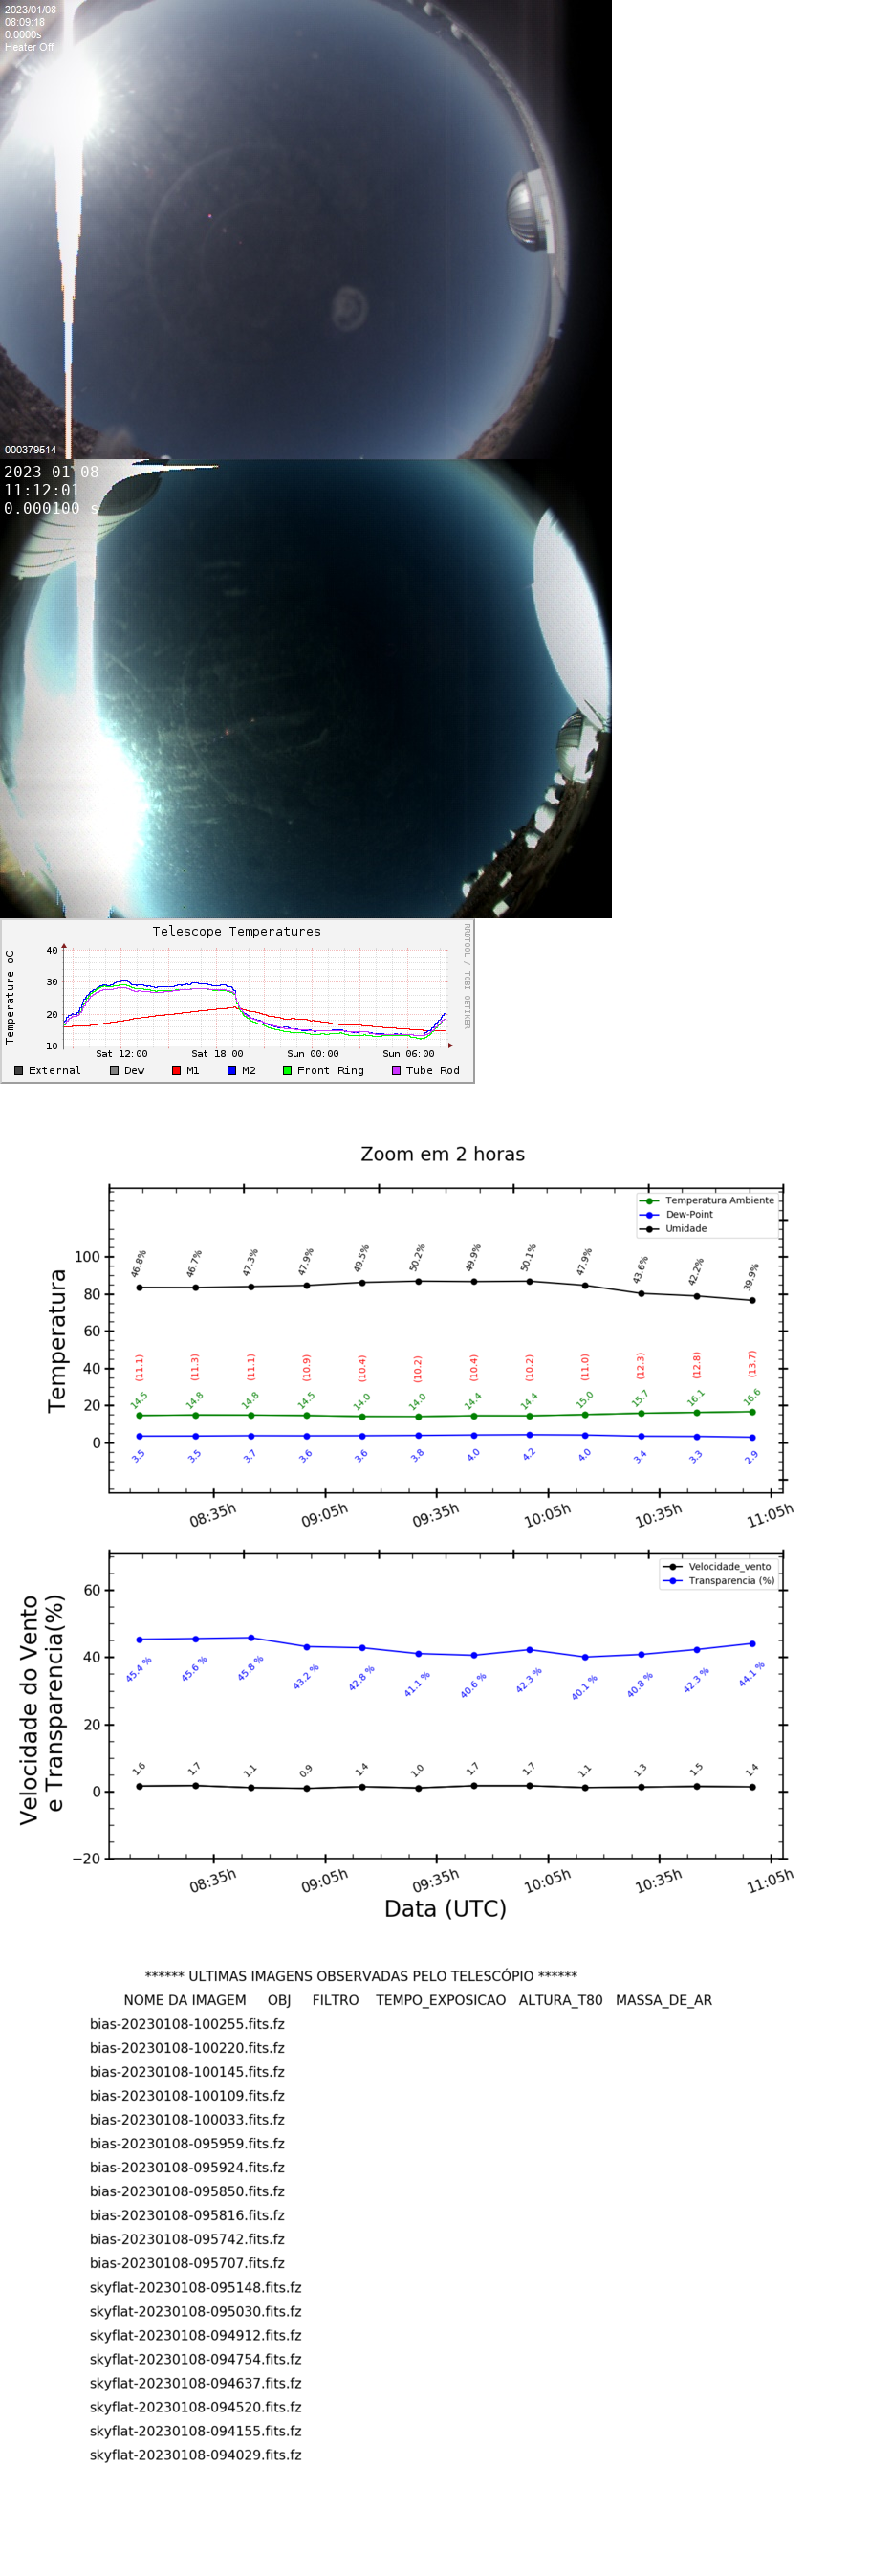 2023/01/08
08:09:18
0.0000s
Heater Off
000379514
2023-01-08
11:12:01
0.000100 s
Telescope Temperatures
RRDTOOL / TOBI OETIKER
Temperature oC
40
30
20
10
Sat 12:00 Sat 18:00 Sun 00:00 Sun 06:00
External Dew M1 M2 Front Ring Tube Rod
Zoom em 2 horas
Temperatura Ambiente
Dew-Point
Umidade
Temperatura
100
80
60
40
20
0
46.8% 46.7% 47.3% 47.9% 49.5% 50.2% 49.9% 50.1% 47.9% 43.6% 42.2% 39.9%
(11.1) (11.3) (11.1) (10.9) (10.4) (10.2) (10.4) (10.2) (11.0) (12.3) (12.8) (13.7)
14.5 14.8 14.8 14.5 14.0 14.0 14.4 14.4 15.0 15.7 16.1 16.6
3.5 3.5 3.7 3.6 3.6 3.8 4.0 4.2 4.0 3.4 3.3 2.9
08:35h 09:05h 09:35h 10:05h 10:35h 11:05h
Velocidade_vento
Transparencia (%)
Velocidade do Vento
e Transparencia(%)
60
40
20
0
−20
45.4 % 45.6 % 45.8 % 43.2 % 42.8 % 41.1 % 40.6 % 42.3 % 40.1 % 40.8 % 42.3 % 44.1 %
1.6 1.7 1.1 0.9 1.4 1.0 1.7 1.7 1.1 1.3 1.5 1.4
08:35h 09:05h 09:35h 10:05h 10:35h 11:05h
Data (UTC)
****** ULTIMAS IMAGENS OBSERVADAS PELO TELESCÓPIO ******
NOME DA IMAGEM OBJ FILTRO TEMPO_EXPOSICAO ALTURA_T80 MASSA_DE_AR
bias-20230108-100255.fits.fz
bias-20230108-100220.fits.fz
bias-20230108-100145.fits.fz
bias-20230108-100109.fits.fz
bias-20230108-100033.fits.fz
bias-20230108-095959.fits.fz
bias-20230108-095924.fits.fz
bias-20230108-095850.fits.fz
bias-20230108-095816.fits.fz
bias-20230108-095742.fits.fz
bias-20230108-095707.fits.fz
skyflat-20230108-095148.fits.fz
skyflat-20230108-095030.fits.fz
skyflat-20230108-094912.fits.fz
skyflat-20230108-094754.fits.fz
skyflat-20230108-094637.fits.fz
skyflat-20230108-094520.fits.fz
skyflat-20230108-094155.fits.fz
skyflat-20230108-094029.fits.fz